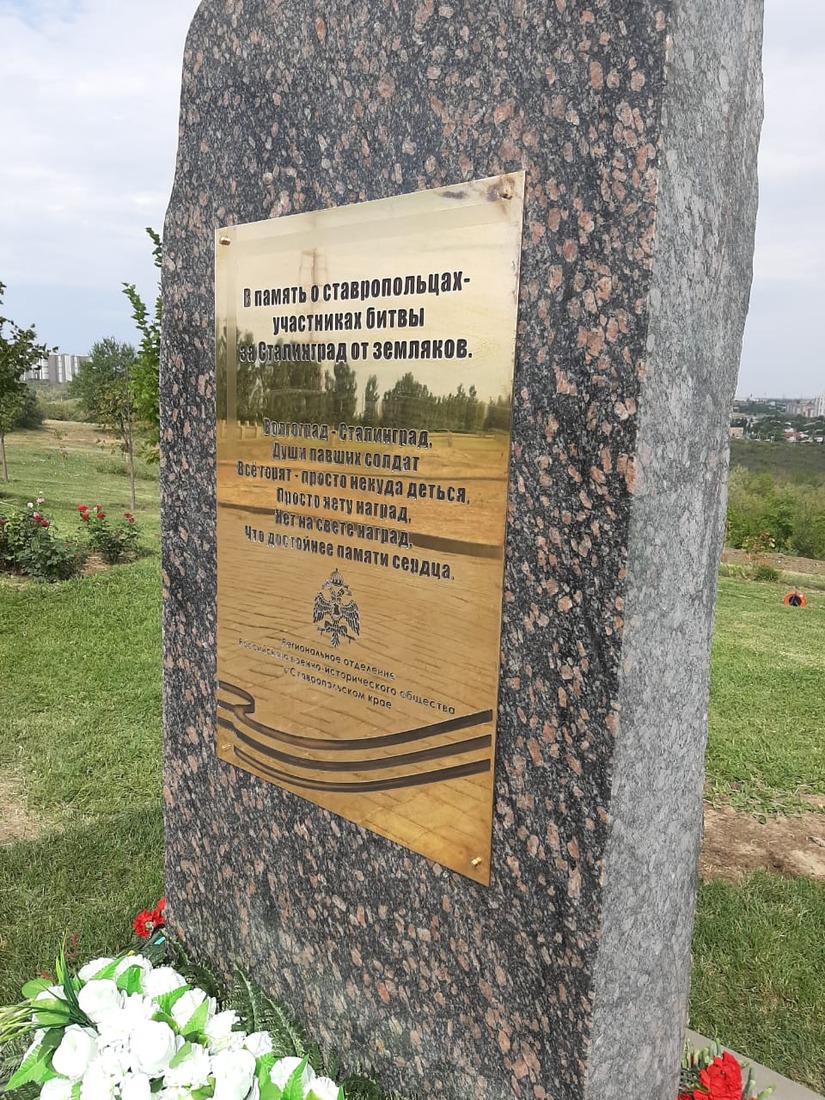 В память о ставропольцах-
участниках битвы
за Сталинград от земляков.
Волгоград - Сталинград,
Души павших солдат
Всё горят - просто некуда деться,
Просто нету наград,
Нет на свете наград,
Что достойнее памяти сердца.
Региональное отделение
Российского военно-исторического общества
в Ставропольском крае